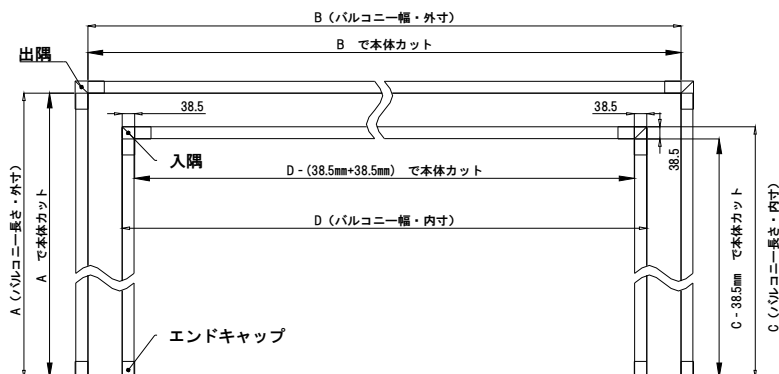 B（バルコニー幅・外寸）
B で本体カット
出隅
38.5
38.5
入隅
38.5
D-(38.5mm+38.5mm) で本体カット
D（バルコニー幅・内寸）
A（バルコニー長さ・外寸）
A で本体カット
C-38.5mm で本体カット
C（バルコニー長さ・内寸）
エンドキャップ